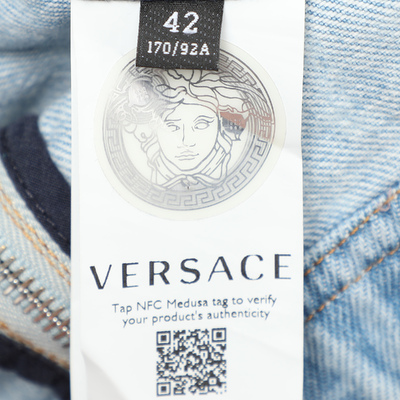 42
170/92A
VERSACE
Tap NFC Medusa tag to verify
your product's authenticity